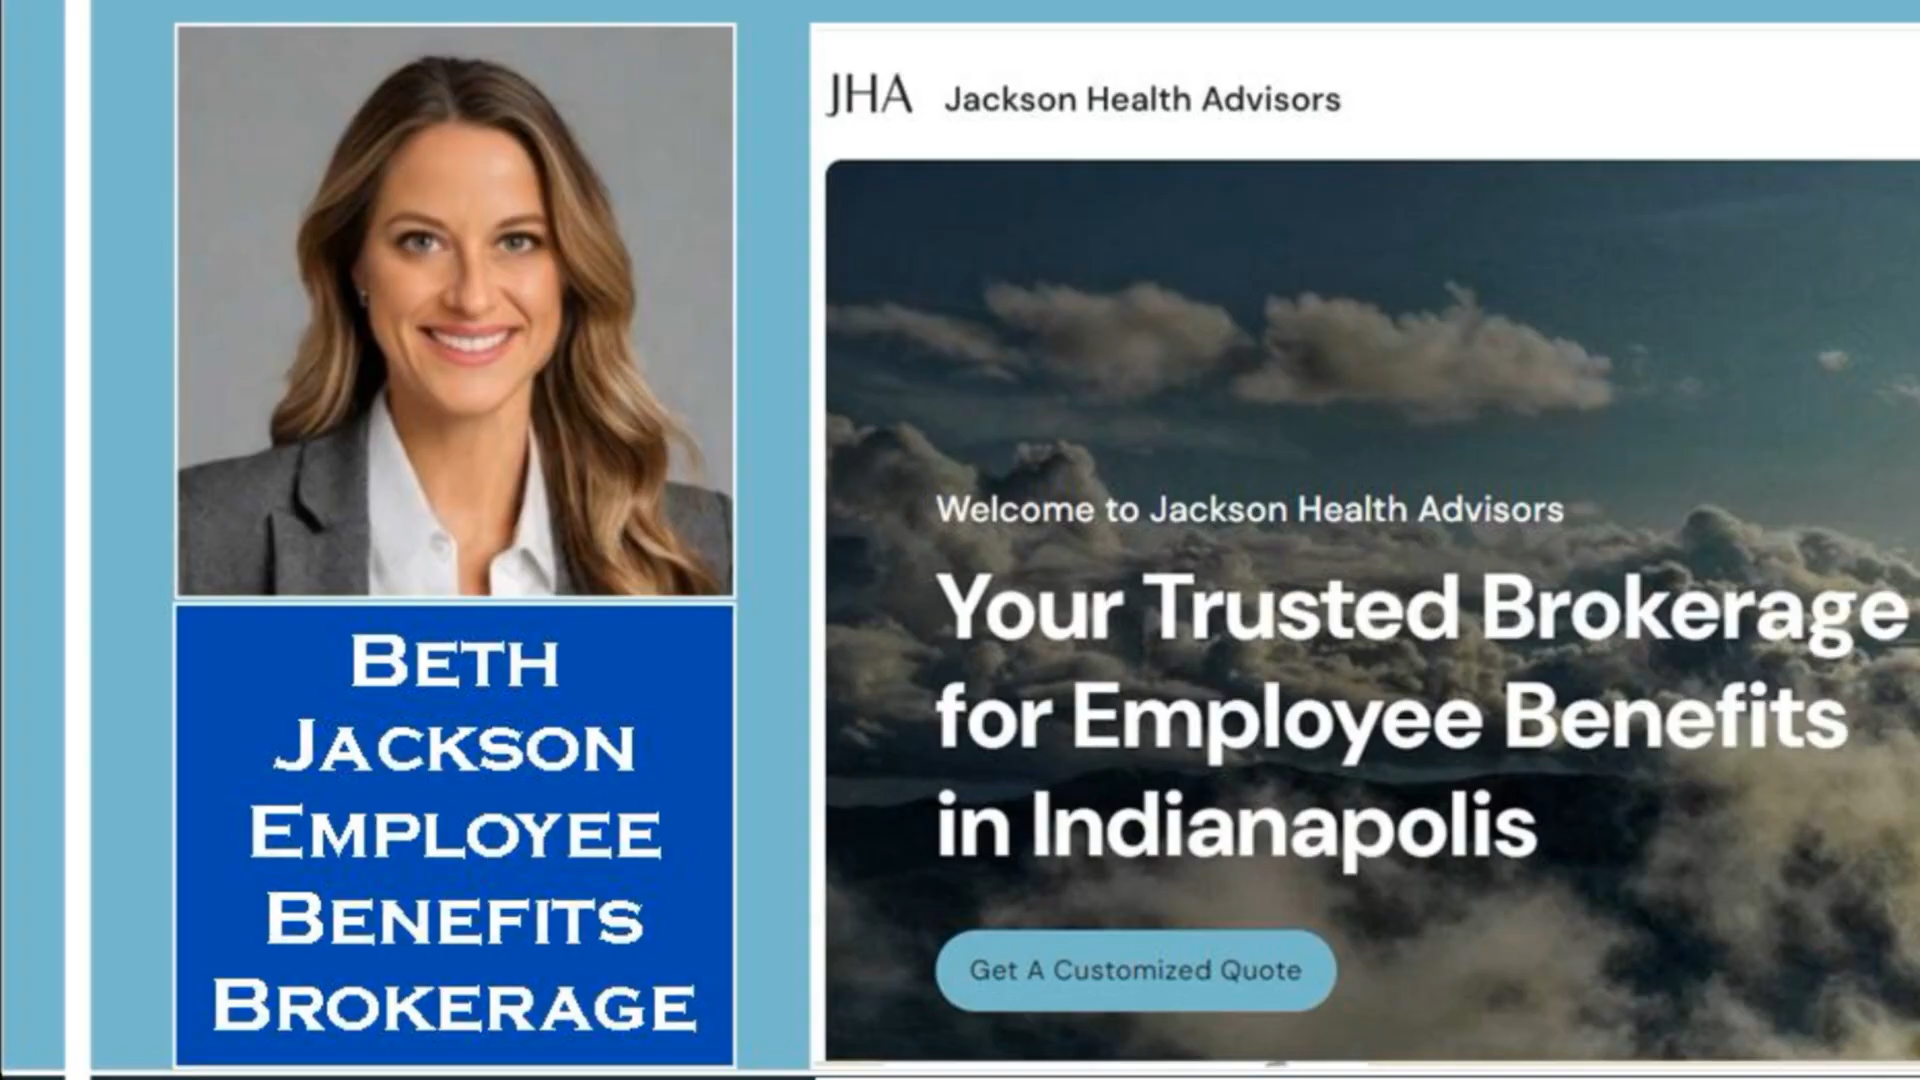 BETH
JACKSON
EMPLOYEE
BENEFITS
BROKERAGE
JHA Jackson Health Advisors
Welcome to Jackson Health Advisors
Your Trusted Brokerage
for Employee Benefits
in Indianapolis
Get A Customized Quote